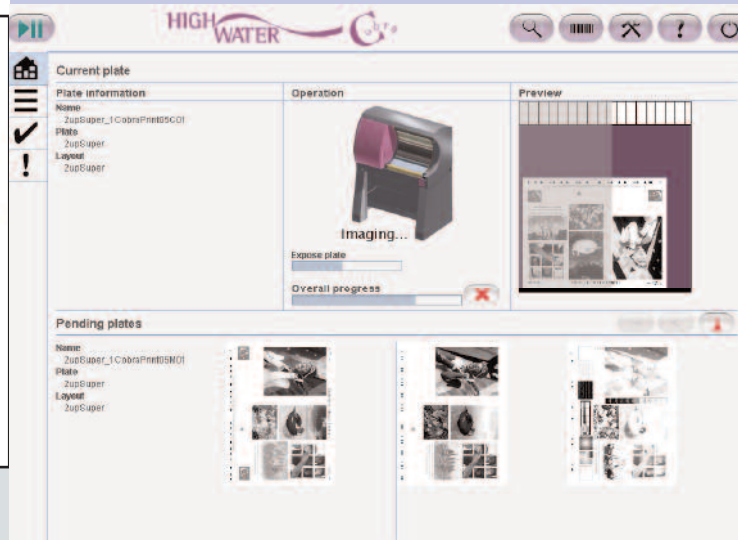 HIGH
WATER
Cobra
?
Current plate
Plate information
Operation
Preview
Name
2upSuper_1CobraPrint05C01
Plate
2upSuper
Layout
2upSuper
!
Imaging...
Expose plate
Overall progress
Pending plates
Name
2upSuper_1CobraPrint05M01
Plate
2upSuper
Layout
2upSuper